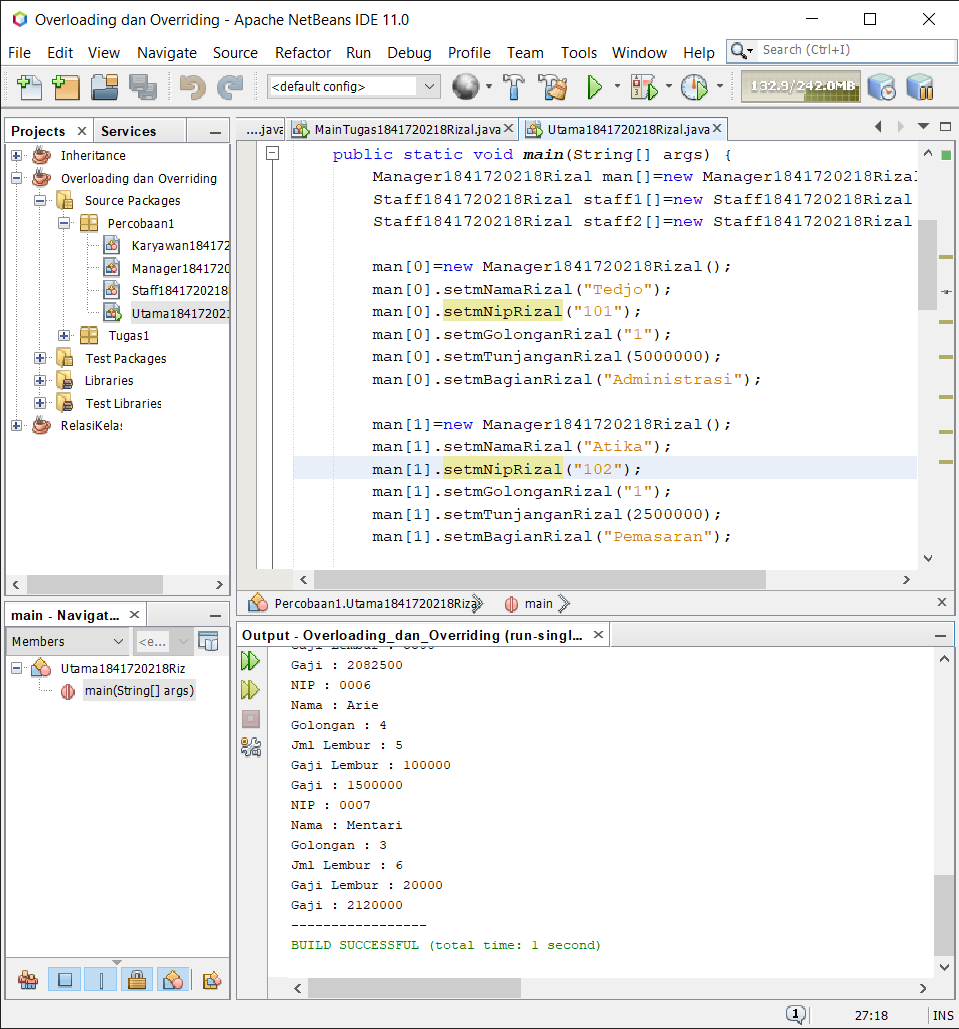 Overloading dan Overriding - Apache NetBeans IDE 11.0
File Edit View Navigate Source Refactor Run Debug Profile Team Tools Window Help Search (Ctrl+I)
<default config> 132.9/242.0MB
Projects Services
Inheritance
Overloading dan Overriding
Source Packages
Percobaan1
Karyawan184172
Manager1841720
Staff1841720218
Utama184172021
Tugas1
Test Packages
Libraries
Test Libraries
RelasiKelas
....java MainTugas1841720218Rizal.java Utama1841720218Rizal.java
public static void main(String[] args) {
Manager1841720218Rizal man[]=new Manager1841720218Rizal
Staff1841720218Rizal staff1[]=new Staff1841720218Rizal
Staff1841720218Rizal staff2[]=new Staff1841720218Rizal
man[0]=new Manager1841720218Rizal();
man[0].setmNamaRizal("Tedjo");
man[0].setmNipRizal("101");
man[0].setmGolonganRizal("1");
man[0].setmTunjanganRizal(5000000);
man[0].setmBagianRizal("Administrasi");
man[1]=new Manager1841720218Rizal();
man[1].setmNamaRizal("Atika");
man[1].setmNipRizal("102");
man[1].setmGolonganRizal("1");
man[1].setmTunjanganRizal(2500000);
man[1].setmBagianRizal("Pemasaran");
Percobaan1.Utama1841720218Rizal main
main - Navigat...
Members <e...
Utama1841720218Riz
main(String[] args)
Output - Overloading_dan_Overriding (run-singl...
Gaji : 2082500
NIP : 0006
Nama : Arie
Golongan : 4
Jml Lembur : 5
Gaji Lembur : 100000
Gaji : 1500000
NIP : 0007
Nama : Mentari
Golongan : 3
Jml Lembur : 6
Gaji Lembur : 20000
Gaji : 2120000
-----------------
BUILD SUCCESSFUL (total time: 1 second)
1 27:18 INS